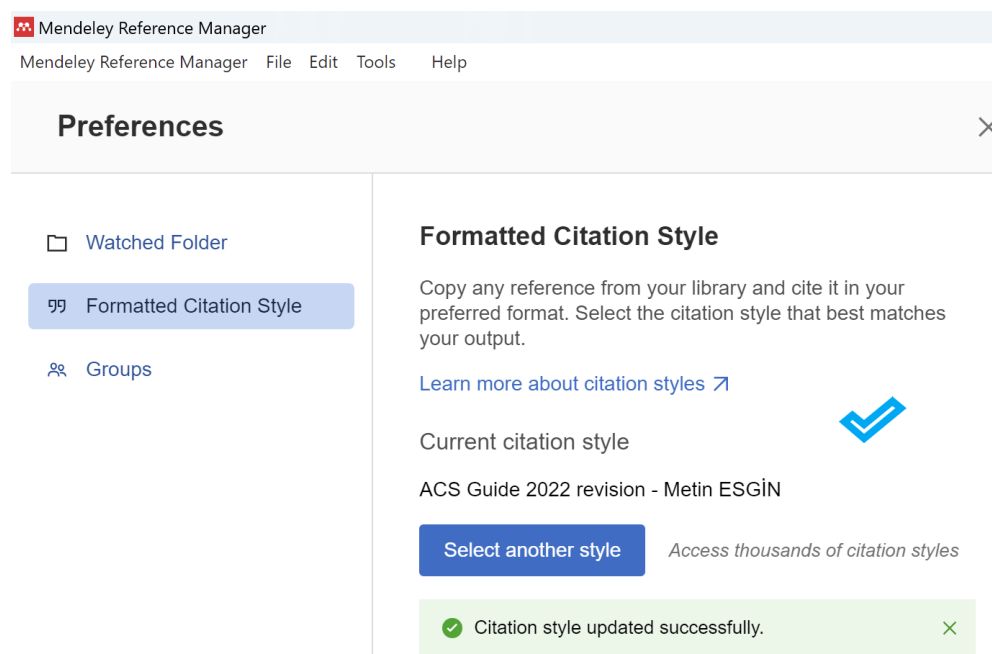 Mendeley Reference Manager
Mendeley Reference Manager File Edit Tools Help
Preferences
Watched Folder
Formatted Citation Style
Groups
Formatted Citation Style
Copy any reference from your library and cite it in your
preferred format. Select the citation style that best matches
your output.
Learn more about citation styles
Current citation style
ACS Guide 2022 revision - Metin ESGİN
Select another style
Access thousands of citation styles
Citation style updated successfully.